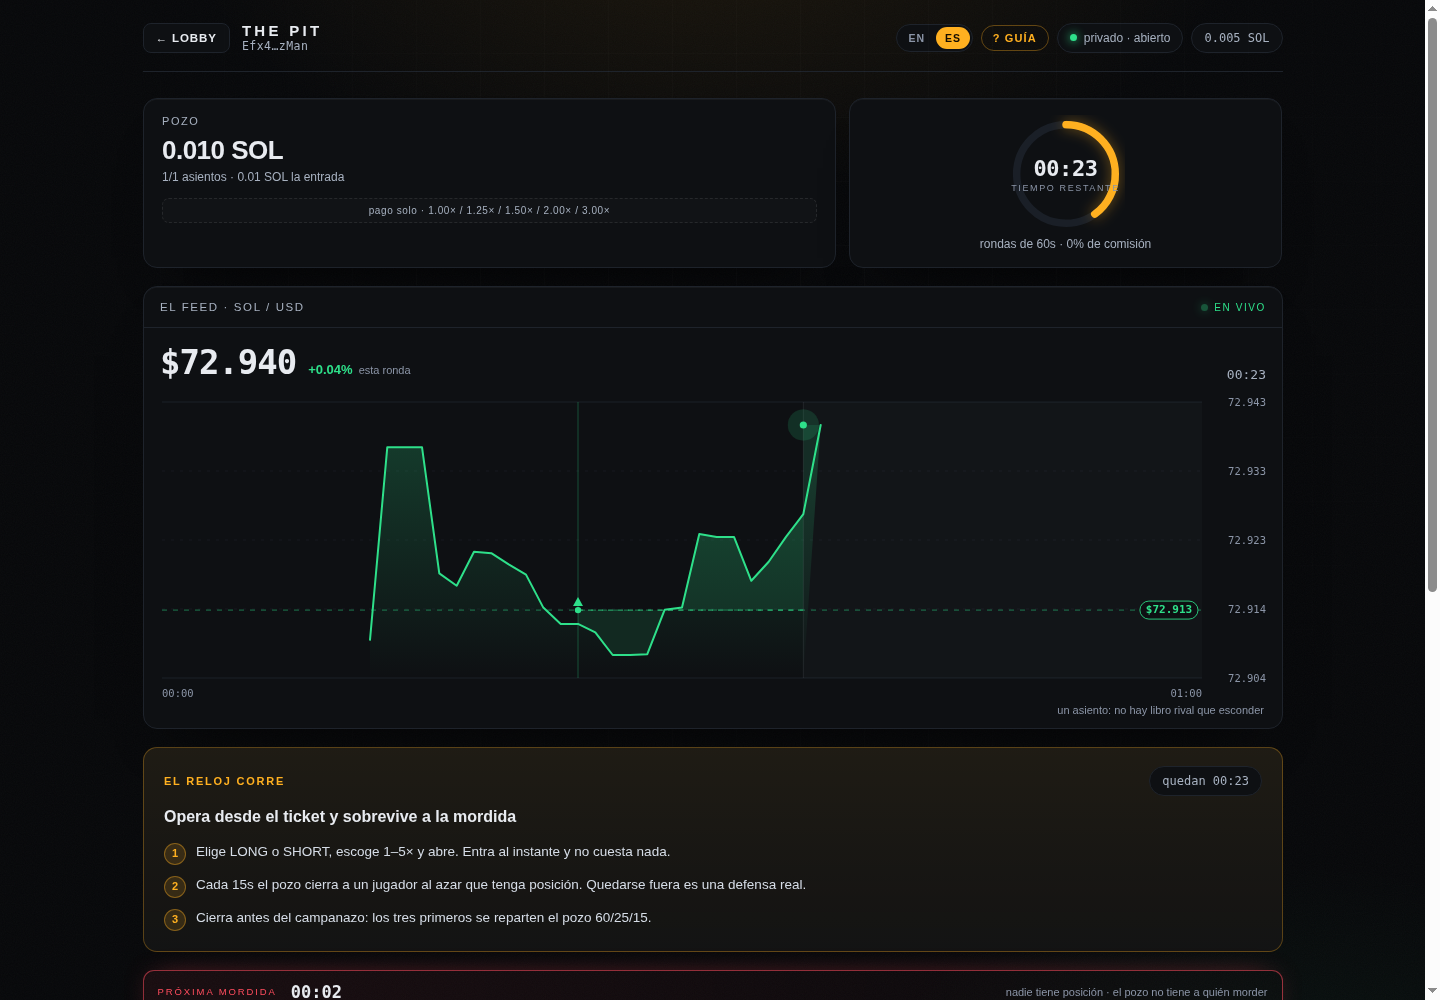 ← LOBBY
THE PIT
Efx4…zMan
EN ES
? GUÍA
privado · abierto
0.005 SOL
POZO
0.010 SOL
1/1 asientos · 0.01 SOL la entrada
pago solo · 1.00× / 1.25× / 1.50× / 2.00× / 3.00×
00:23
TIEMPO RESTANTE
rondas de 60s · 0% de comisión
EL FEED · SOL / USD
EN VIVO
$72.940 +0.04% esta ronda
00:23
72.943
72.933
72.923
$72.913
72.914
72.904
00:00
01:00
un asiento: no hay libro rival que esconder
EL RELOJ CORRE
quedan 00:23
Opera desde el ticket y sobrevive a la mordida
1 Elige LONG o SHORT, escoge 1–5× y abre. Entra al instante y no cuesta nada.
2 Cada 15s el pozo cierra a un jugador al azar que tenga posición. Quedarse fuera es una defensa real.
3 Cierra antes del campanazo: los tres primeros se reparten el pozo 60/25/15.
PRÓXIMA MORDIDA 00:02
nadie tiene posición · el pozo no tiene a quién morder